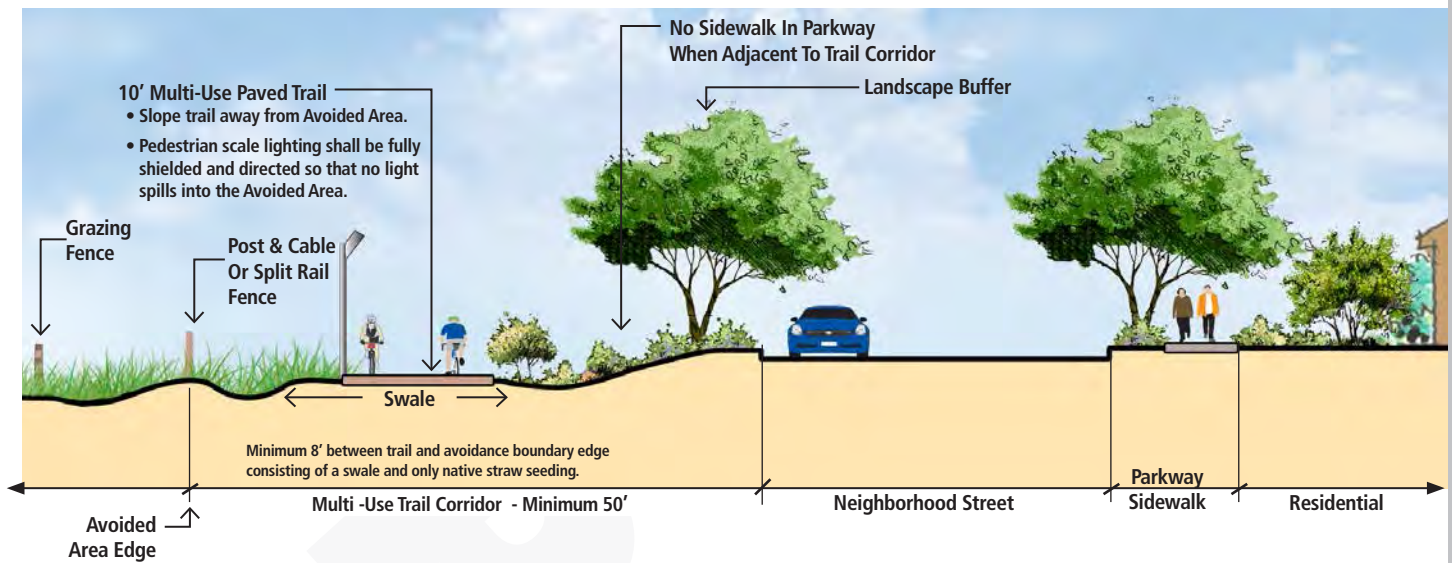 No Sidewalk In Parkway
When Adjacent To Trail Corridor
Landscape Buffer
10’ Multi-Use Paved Trail
• Slope trail away from Avoided Area.
• Pedestrian scale lighting shall be fully
shielded and directed so that no light
spills into the Avoided Area.
Grazing
Fence
Post & Cable
Or Split Rail
Fence
Swale
Minimum 8’ between trail and avoidance boundary edge
consisting of a swale and only native straw seeding.
Multi -Use Trail Corridor - Minimum 50’
Neighborhood Street
Parkway
Sidewalk
Residential
Avoided
Area Edge